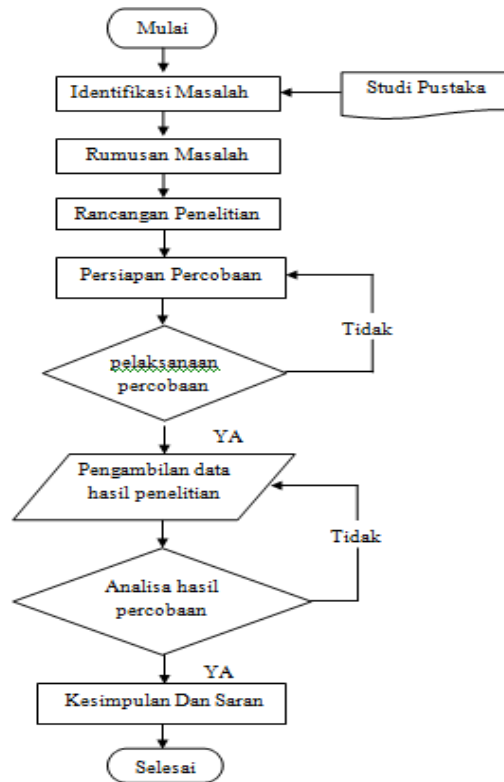 Mulai
Identifikasi Masalah
Studi Pustaka
Rumusan Masalah
Rancangan Penelitian
Persiapan Percobaan
Tidak
pelaksanaan
percobaan
YA
Pengambilan data
hasil penelitian
Tidak
Analisa hasil
percobaan
YA
Kesimpulan Dan Saran
Selesai